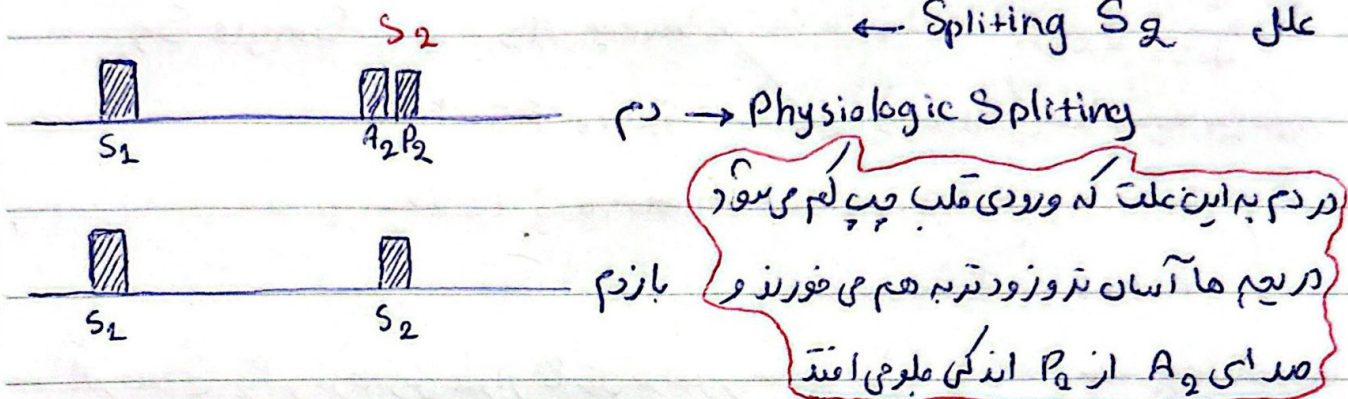 علل Spliting S2 ←
S2
دم → Physiologic Spliting
S1 A2 P2
در دم به این علت که ورودی قلب چپ کم می شود
دریچه ها آسان تر و زودتر به هم می خورند و
صدای A2 از P2 اندکی جلو می افتد
بازدم
S1 S2